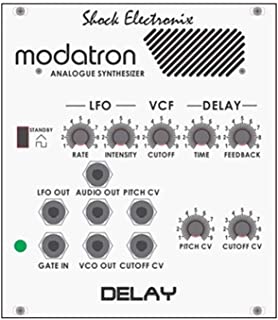 Shock Electronix
modatron
ANALOGUE SYNTHESIZER
LFO VCF DELAY
STANDBY
RATE INTENSITY CUTOFF TIME FEEDBACK
LFO OUT AUDIO OUT PITCH CV
PITCH CV CUTOFF CV
GATE IN VCO OUT CUTOFF CV
DELAY